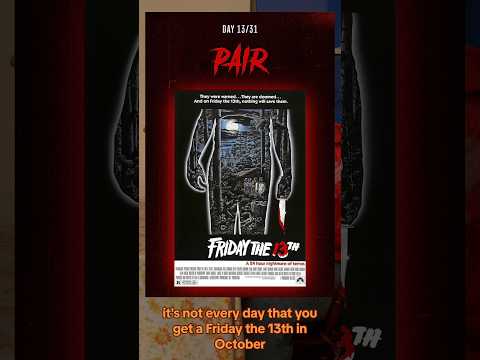 DAY 13/31
PAIR
They were warned...They are doomed...
And on Friday the 13th, nothing will save them.
FRIDAY THE 13TH
A 24 hour nightmare of terror.
TH
it's not every day that you
get a Friday the 13th in
October